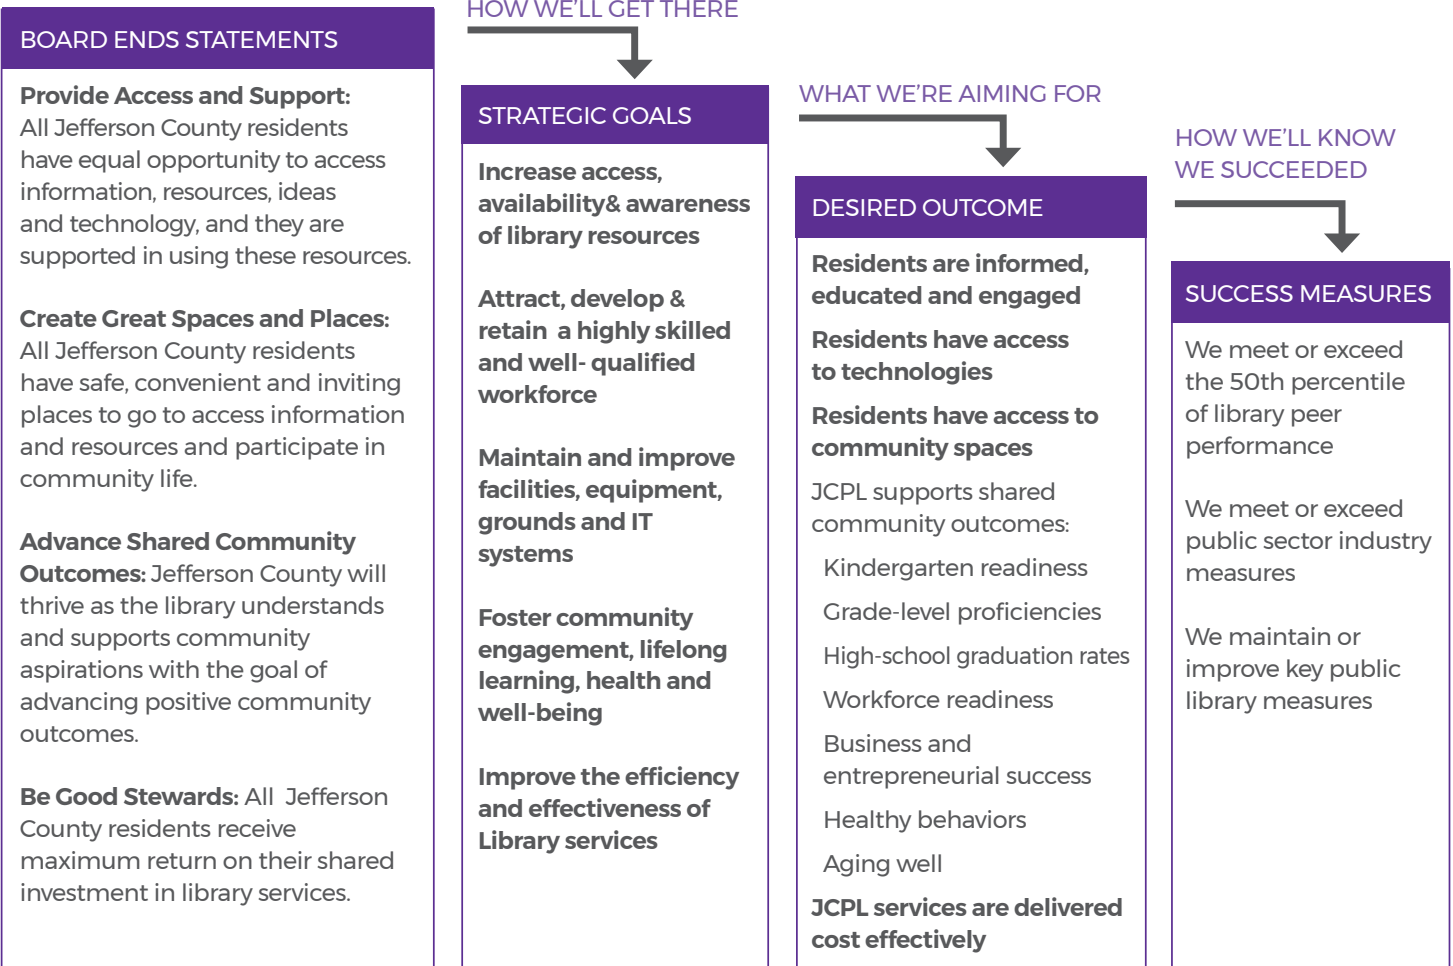 BOARD ENDS STATEMENTS
Provide Access and Support:
All Jefferson County residents
have equal opportunity to access
information, resources, ideas
and technology, and they are
supported in using these resources.
Create Great Spaces and Places:
All Jefferson County residents
have safe, convenient and inviting
places to go to access information
and resources and participate in
community life.
Advance Shared Community
Outcomes: Jefferson County will
thrive as the library understands
and supports community
aspirations with the goal of
advancing positive community
outcomes.
Be Good Stewards: All  Jefferson
County residents receive
maximum return on their shared
investment in library services.
HOW WE'LL GET THERE
STRATEGIC GOALS
Increase access,
availability& awareness
of library resources
Attract, develop &
retain  a highly skilled
and well- qualified
workforce
Maintain and improve
facilities, equipment,
grounds and IT
systems
Foster community
engagement, lifelong
learning, health and
well-being
Improve the efficiency
and effectiveness of
Library services
WHAT WE'RE AIMING FOR
DESIRED OUTCOME
Residents are informed,
educated and engaged
Residents have access
to technologies
Residents have access to
community spaces
JCPL supports shared
community outcomes:
Kindergarten readiness
Grade-level proficiencies
High-school graduation rates
Workforce readiness
Business and
entrepreneurial success
Healthy behaviors
Aging well
JCPL services are delivered
cost effectively
HOW WE'LL KNOW
WE SUCCEEDED
SUCCESS MEASURES
We meet or exceed
the 50th percentile
of library peer
performance
We meet or exceed
public sector industry
measures
We maintain or
improve key public
library measures